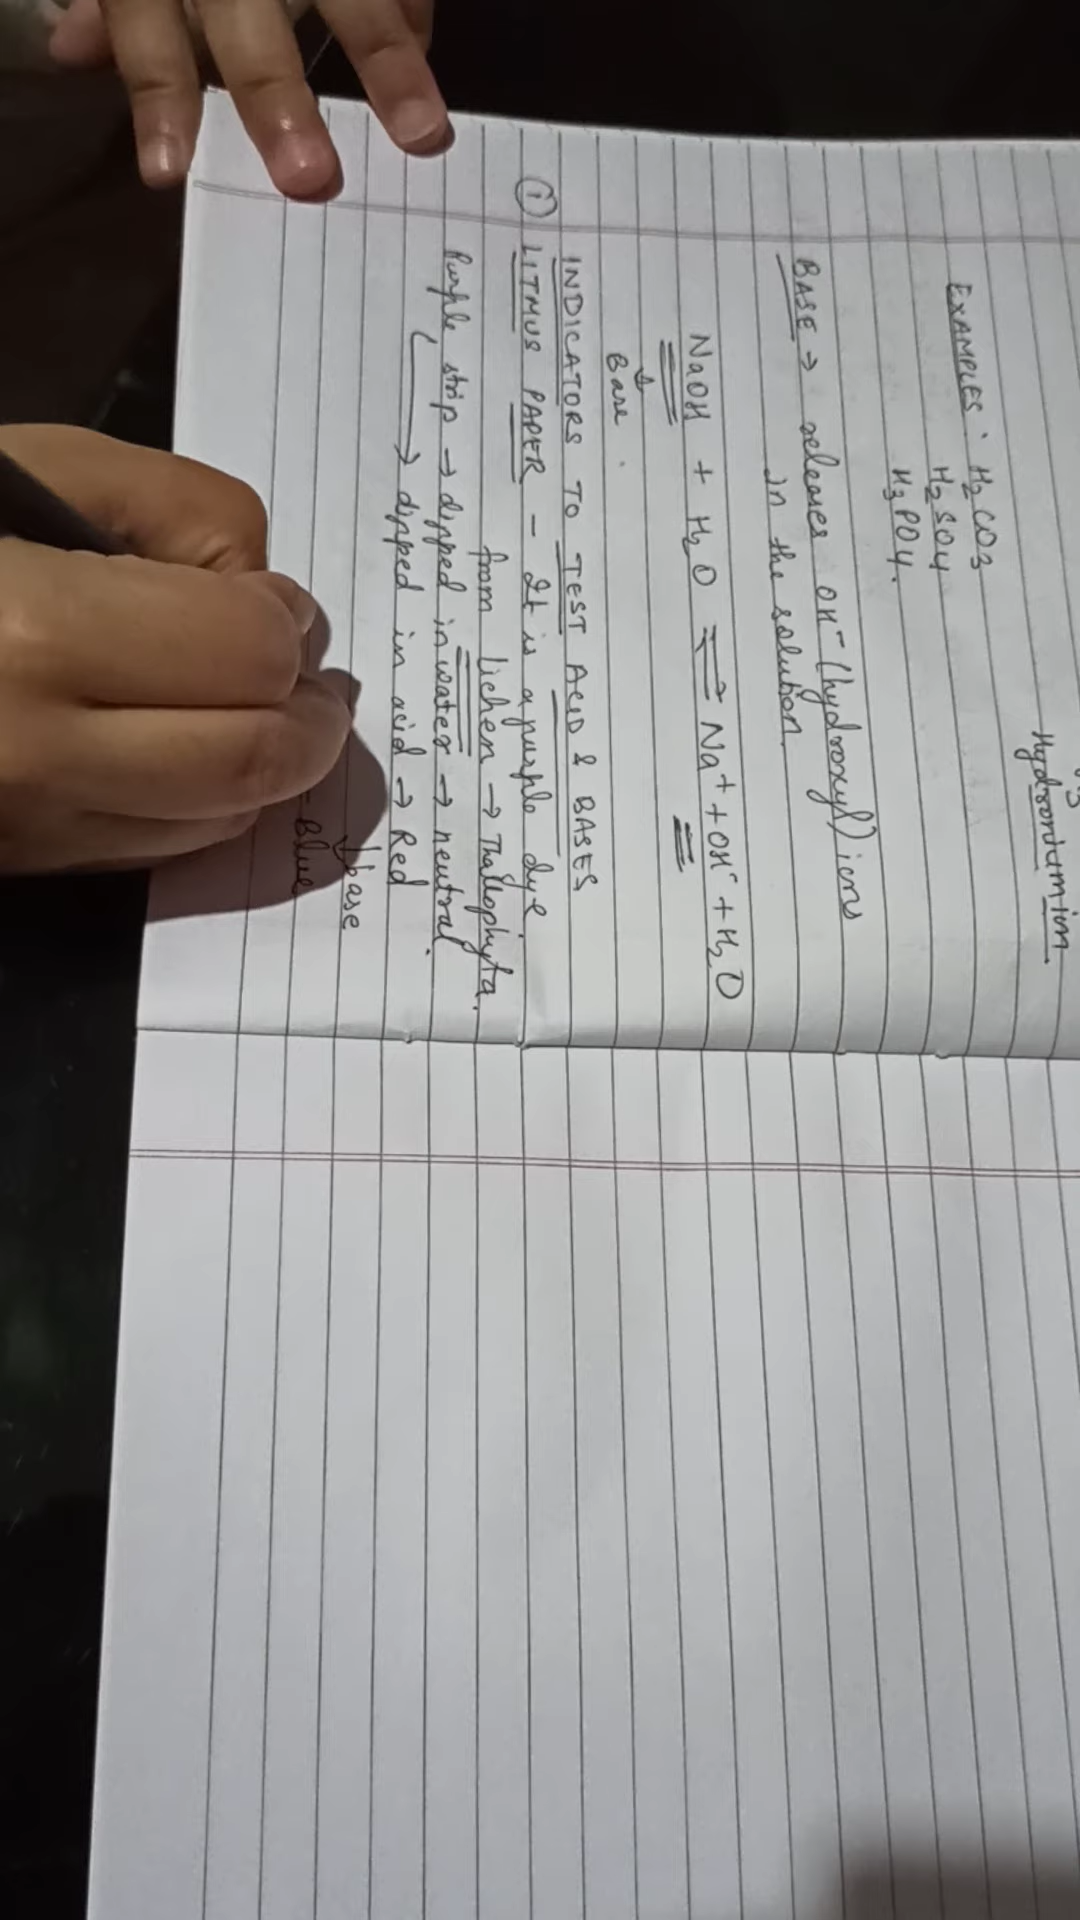 Hydronium ion.
EXAMPLES: H2CO3
H2SO4
H3PO4.
BASE → releases OH⁻ (hydroxyl) ions
in the solution.
NaOH + H2O ⇌ Na⁺ + OH⁻ + H2O
↓
Base.
INDICATORS TO TEST ACID & BASES
① LITMUS PAPER - It is a purple dye
from lichen → Thallophyta.
Purple strip → dipped in water → neutral.
→ dipped in acid → Red
↓ base
Blue